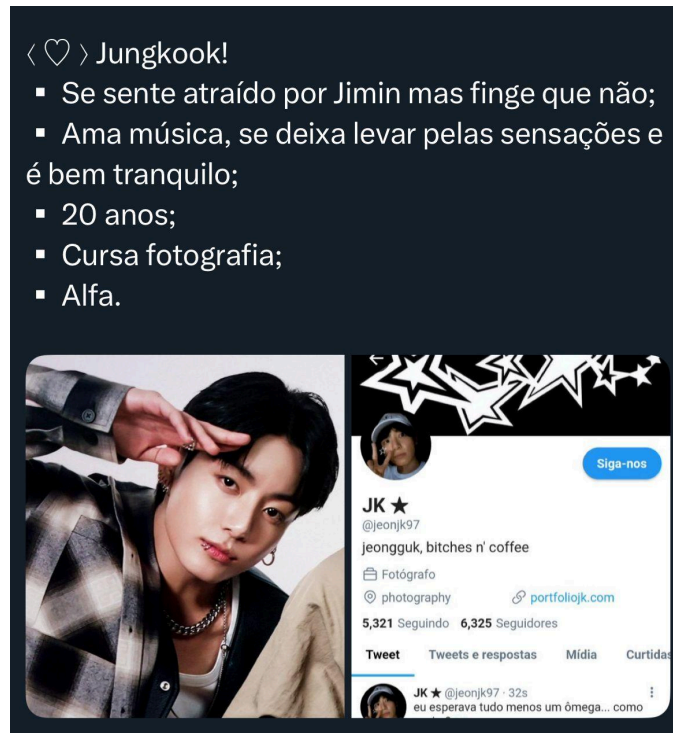 〈 ♡ 〉Jungkook!
▪ Se sente atraído por Jimin mas finge que não;
▪ Ama música, se deixa levar pelas sensações e
é bem tranquilo;
▪ 20 anos;
▪ Cursa fotografia;
▪ Alfa.
Siga-nos
JK ★
@jeonjk97
jeongguk, bitches n' coffee
Fotógrafo
photography portfoliojk.com
5,321 Seguindo 6,325 Seguidores
Tweet Tweets e respostas Mídia Curtidas
JK ★ @jeonjk97 · 32s
eu esperava tudo menos um ômega... como